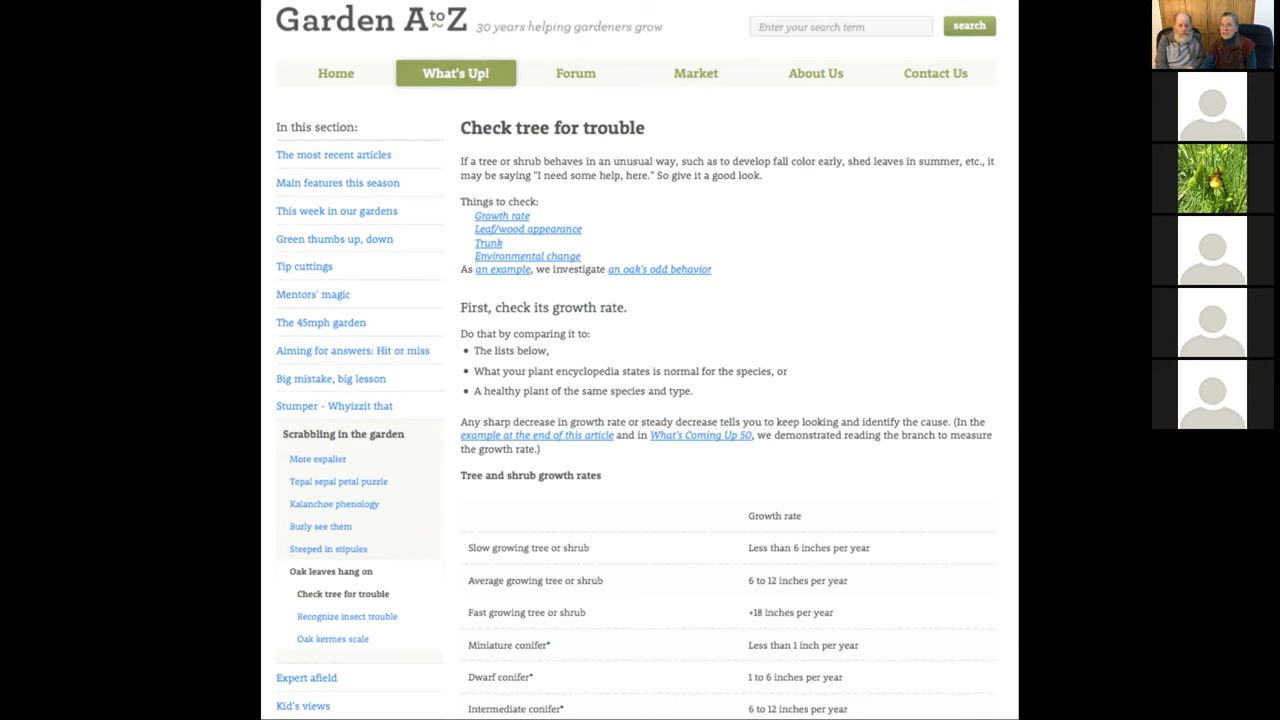 Garden AtoZ 30 years helping gardeners grow
Enter your search term
search
Home
What's Up!
Forum
Market
About Us
Contact Us
In this section:
The most recent articles
Main features this season
This week in our gardens
Green thumbs up, down
Tip cuttings
Mentors' magic
The 45mph garden
Aiming for answers: Hit or miss
Big mistake, big lesson
Stumper - Whyizzit that
Scrabbling in the garden
More espalier
Tepal sepal petal puzzle
Kalanchoe phenology
Burly see them
Steeped in stipules
Oak leaves hang on
Check tree for trouble
Recognize insect trouble
Oak kermes scale
Expert afield
Kid's views
Check tree for trouble
If a tree or shrub behaves in an unusual way, such as to develop fall color early, shed leaves in summer, etc., it
may be saying "I need some help, here." So give it a good look.
Things to check:
Growth rate
Leaf/wood appearance
Trunk
Environmental change
As an example, we investigate an oak's odd behavior
First, check its growth rate.
Do that by comparing it to:
• The lists below,
• What your plant encyclopedia states is normal for the species, or
• A healthy plant of the same species and type.
Any sharp decrease in growth rate or steady decrease tells you to keep looking and identify the cause. (In the
example at the end of this article and in What's Coming Up 50, we demonstrated reading the branch to measure
the growth rate.)
Tree and shrub growth rates
Growth rate
Slow growing tree or shrub Less than 6 inches per year
Average growing tree or shrub 6 to 12 inches per year
Fast growing tree or shrub +18 inches per year
Miniature conifer* Less than 1 inch per year
Dwarf conifer* 1 to 6 inches per year
Intermediate conifer* 6 to 12 inches per year